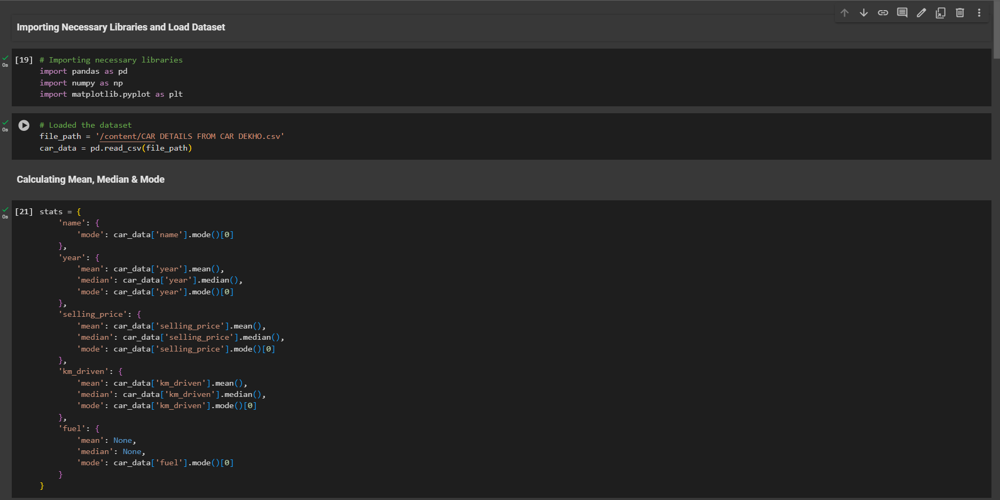 Importing Necessary Libraries and Load Dataset
0s
[19] # Importing necessary libraries
import pandas as pd
import numpy as np
import matplotlib.pyplot as plt
0s
# Loaded the dataset
file_path = '/content/CAR DETAILS FROM CAR DEKHO.csv'
car_data = pd.read_csv(file_path)
Calculating Mean, Median & Mode
0s
[21] stats = {
    'name': {
        'mode': car_data['name'].mode()[0]
    },
    'year': {
        'mean': car_data['year'].mean(),
        'median': car_data['year'].median(),
        'mode': car_data['year'].mode()[0]
    },
    'selling_price': {
        'mean': car_data['selling_price'].mean(),
        'median': car_data['selling_price'].median(),
        'mode': car_data['selling_price'].mode()[0]
    },
    'km_driven': {
        'mean': car_data['km_driven'].mean(),
        'median': car_data['km_driven'].median(),
        'mode': car_data['km_driven'].mode()[0]
    },
    'fuel': {
        'mean': None,
        'median': None,
        'mode': car_data['fuel'].mode()[0]
    }
}